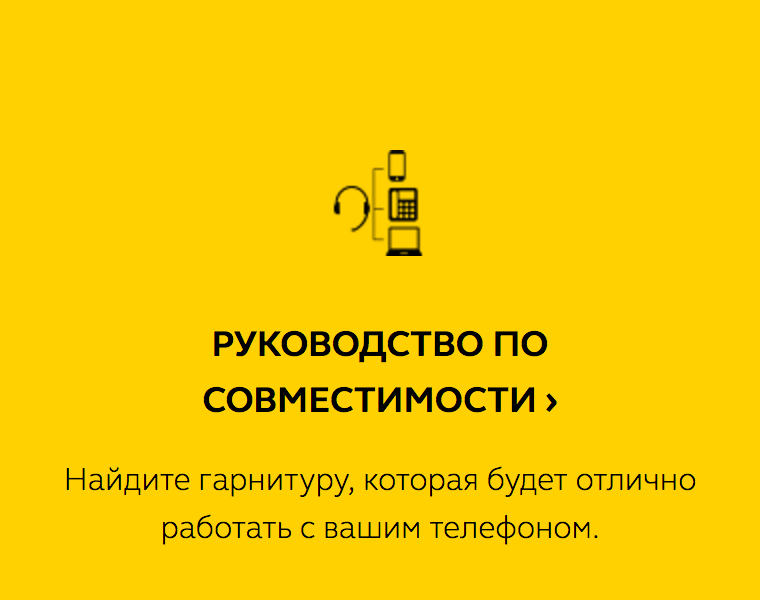 РУКОВОДСТВО ПО
СОВМЕСТИМОСТИ ›
Найдите гарнитуру, которая будет отлично
работать с вашим телефоном.